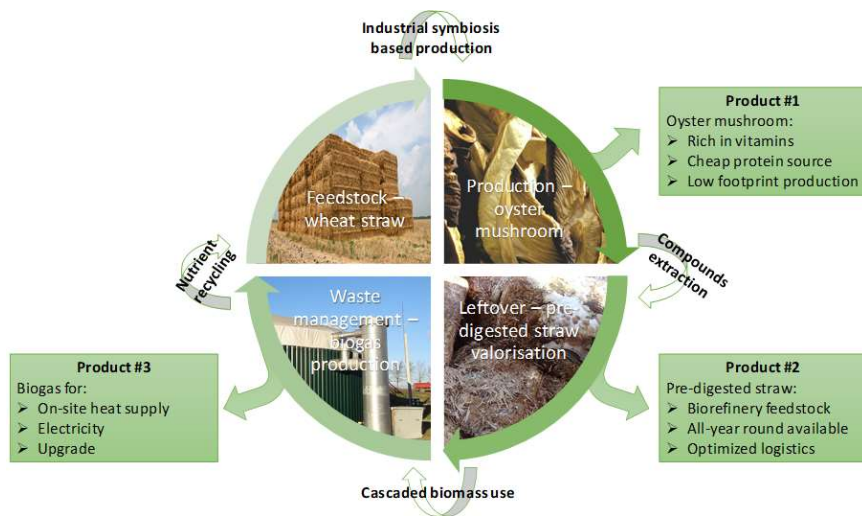 Industrial symbiosis
based production
Feedstock –
wheat straw
Production –
oyster
mushroom
Product #1
Oyster mushroom:
➢ Rich in vitamins
➢ Cheap protein source
➢ Low footprint production
Nutrient
recycling
Compounds
extraction
Waste
management –
biogas
production
Leftover – pre-
digested straw
valorisation
Product #3
Biogas for:
➢ On-site heat supply
➢ Electricity
➢ Upgrade
Product #2
Pre-digested straw:
➢ Biorefinery feedstock
➢ All-year round available
➢ Optimized logistics
Cascaded biomass use